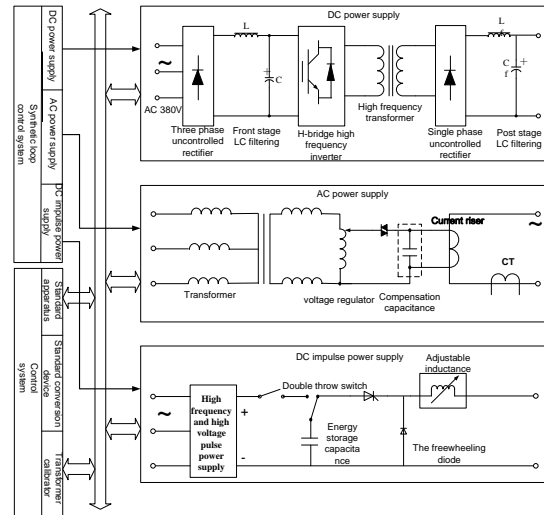 Synthetic loop
control system
DC power supply
AC power supply
DC impulse power
supply
Control
system
Standard
apparatus
Standard conversion
device
Transformer
calibrator
DC power supply
~
AC 380V
L
C
+
L
C
f
+
Three phase
uncontrolled
rectifier
Front stage
LC filtering
H-bridge high
frequency
inverter
High frequency
transformer
Single phase
uncontrolled
rectifier
Post stage
LC filtering
AC power supply
Current riser
~
CT
Transformer
voltage regulator
Compensation
capacitance
DC impulse power supply
Adjustable
inductance
Double throw switch
~
High
frequency
and high
voltage
pulse
power
supply
+
-
Energy
storage
capacita
nce
The freewheeling
diode